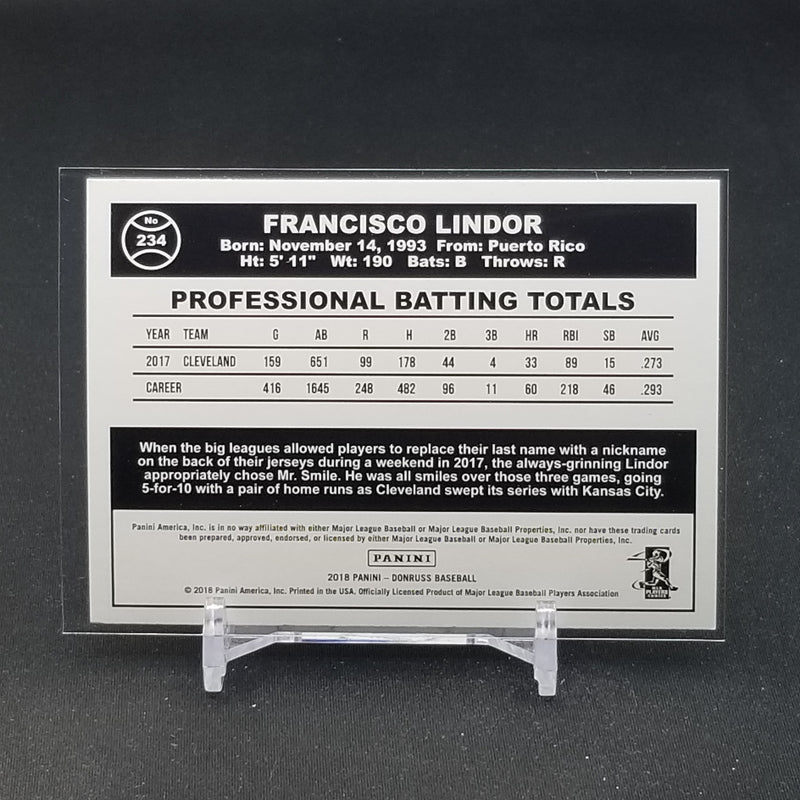 No
234
FRANCISCO LINDOR
Born: November 14, 1993 From: Puerto Rico
Ht: 5'-11" Wt: 190 Bats: B Throws: R
PROFESSIONAL BATTING TOTALS
YEAR TEAM G AB R H 2B 3B HR RBI SB AVG
2017 CLEVELAND 159 651 99 178 44 4 33 89 15 .273
CAREER 416 1645 248 482 96 11 60 218 46 .293
When the big leagues allowed players to replace their last name with a nickname
on the back of their jerseys during a weekend in 2017, the always-grinning Lindor
appropriately chose Mr. Smile. He was all smiles over those three games, going
5-for-10 with a pair of home runs as Cleveland swept its series with Kansas City.
Panini America, Inc. is in no way affiliated with either Major League Baseball or Major League Baseball Properties, Inc. nor have these trading cards
been prepared, approved, endorsed, or licensed by either Major League Baseball or Major League Baseball Properties, Inc.
PANINI
2018 PANINI – DONRUSS BASEBALL
© 2018 Panini America, Inc. Printed in the USA. Officially Licensed Product of Major League Baseball Players Association
MLB
PLAYERS
CHOICE